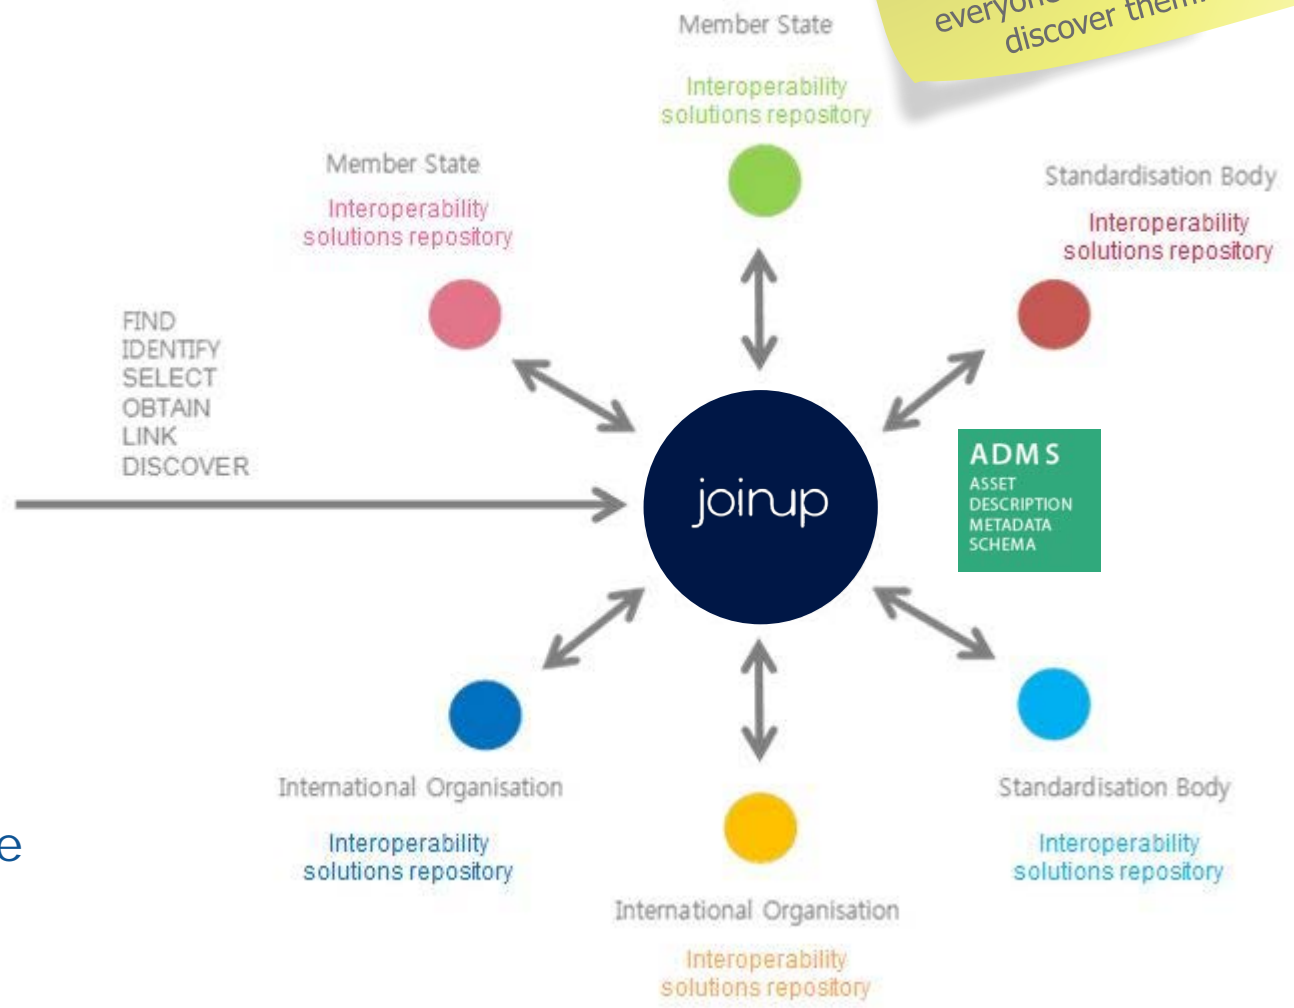 everyone
discover them.
Member State
Interoperability
solutions repository
Member State
Interoperability
solutions repository
Standardisation Body
Interoperability
solutions repository
FIND
IDENTIFY
SELECT
OBTAIN
LINK
DISCOVER
joinup
ADMS
ASSET
DESCRIPTION
METADATA
SCHEMA
International Organisation
Interoperability
solutions repository
Standardisation Body
Interoperability
solutions repository
e
International Organisation
Interoperability
solutions repository